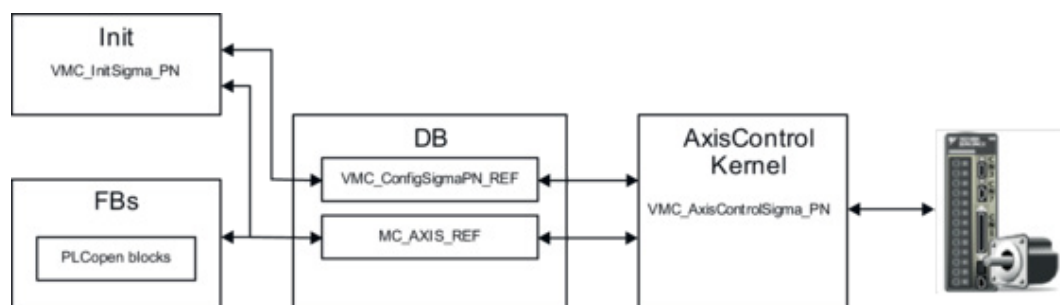 Init
VMC_InitSigma_PN
FBs
PLCopen blocks
DB
VMC_ConfigSigmaPN_REF
MC_AXIS_REF
AxisControl
Kernel
VMC_AxisControlSigma_PN